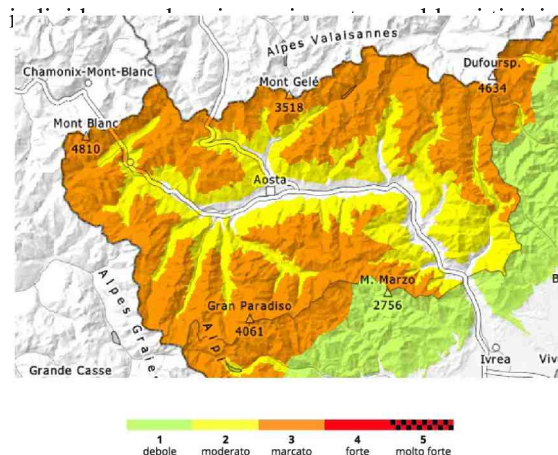 Alpes Valaisannes
Dufoursp.
4634
Chamonix-Mont-Blanc
Mont Gelé
3518
Mont Blanc
4810
Aosta
M. Marzo
2756
Alpes Graie
Gran Paradiso
4061
Alpi
Grande Casse
Ivrea
1 2 3 4 5
debole moderato marcato forte molto forte